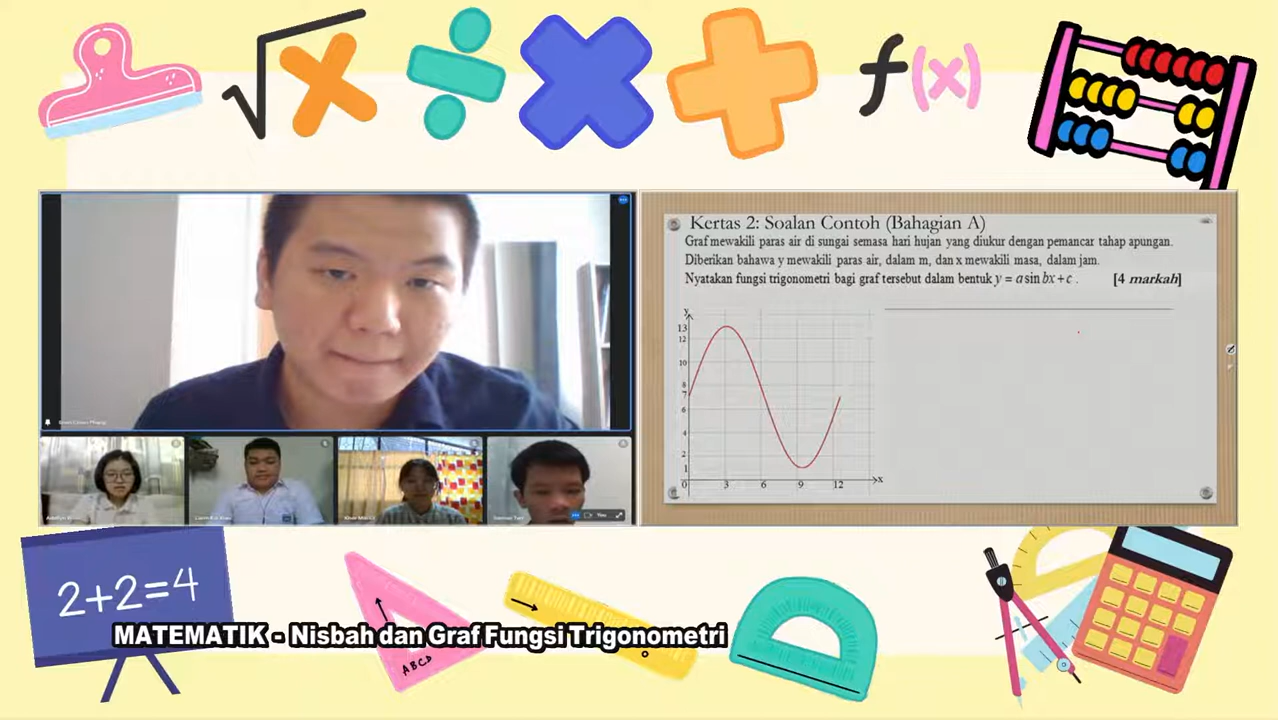 f(x)
Kertas 2: Soalan Contoh (Bahagian A)
Graf mewakili paras air di sungai semasa hari hujan yang diukur dengan pemancar tahap apungan.
Diberikan bahawa y mewakili paras air, dalam m, dan x mewakili masa, dalam jam.
Nyatakan fungsi trigonometri bagi graf tersebut dalam bentuk y = a sin bx + c . [4 markah]
y
13
12
10
8
7
6
4
2
1
0 3 6 9 12 x
You
2+2=4
ABCD
MATEMATIK - Nisbah dan Graf Fungsi Trigonometri